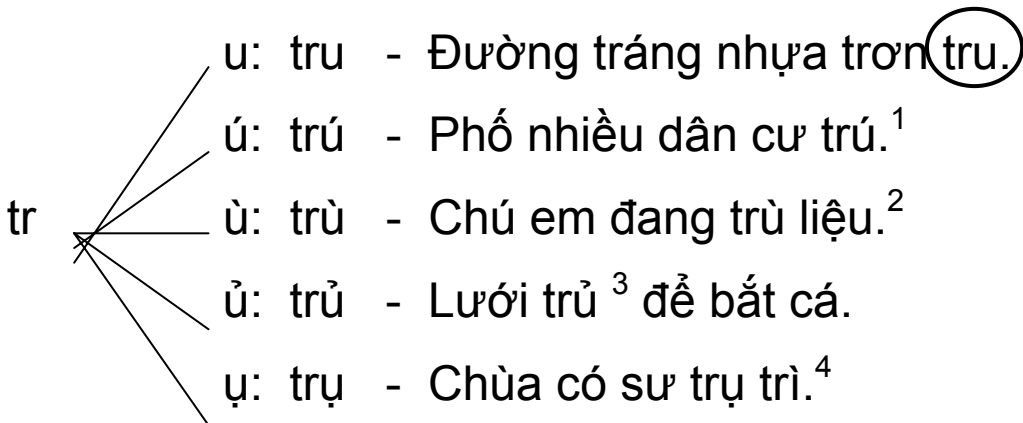 u: tru - Đường tráng nhựa trơn tru.
ú: trú - Phố nhiều dân cư trú.¹
tr ù: trù - Chú em đang trù liệu.²
ủ: trủ - Lưới trủ ³ để bắt cá.
ụ: trụ - Chùa có sư trụ trì.⁴